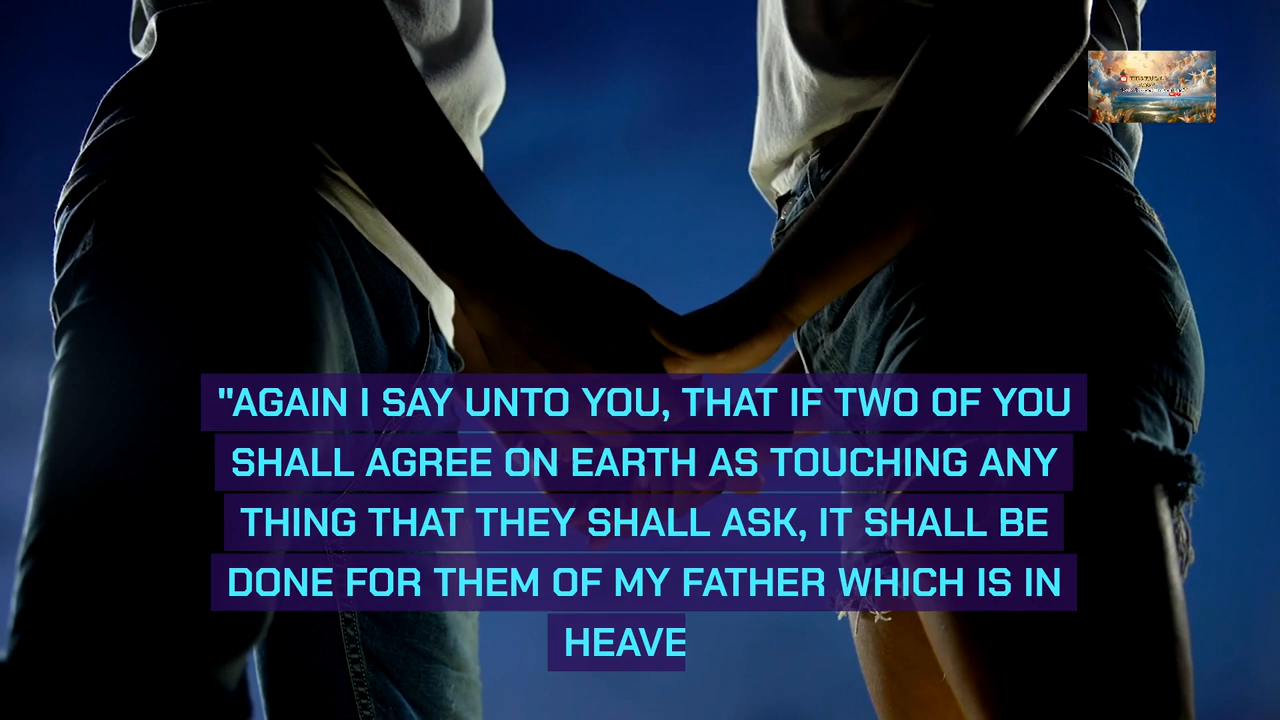 "AGAIN I SAY UNTO YOU, THAT IF TWO OF YOU
SHALL AGREE ON EARTH AS TOUCHING ANY
THING THAT THEY SHALL ASK, IT SHALL BE
DONE FOR THEM OF MY FATHER WHICH IS IN
HEAVE